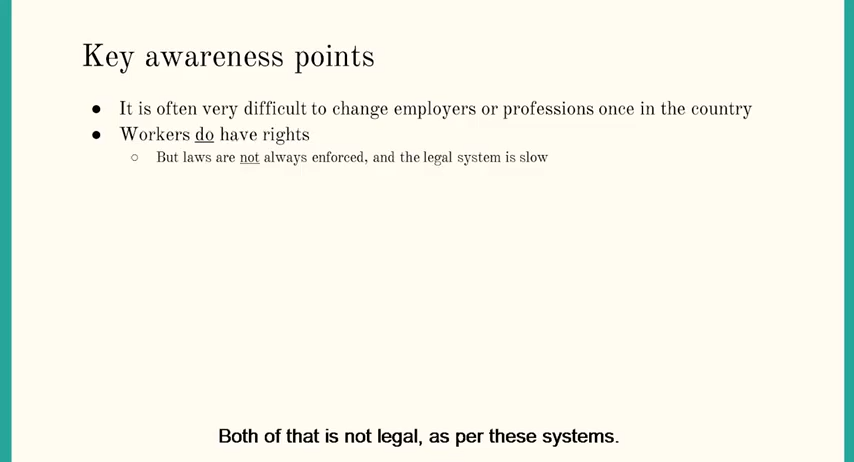 Key awareness points
● It is often very difficult to change employers or professions once in the country
● Workers do have rights
○ But laws are not always enforced, and the legal system is slow
Both of that is not legal, as per these systems.